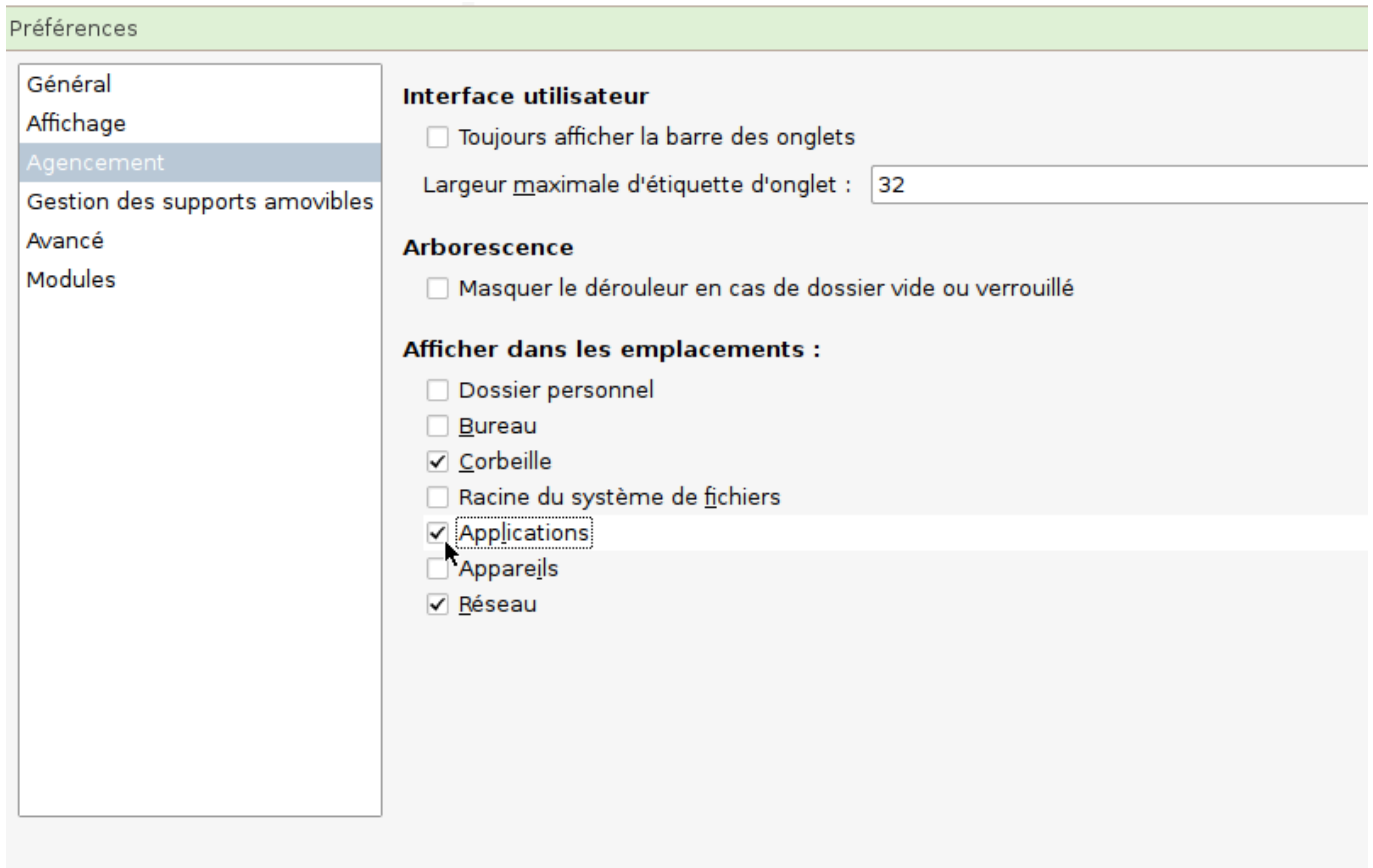 Préférences
Général
Affichage
Agencement
Gestion des supports amovibles
Avancé
Modules
Interface utilisateur
Toujours afficher la barre des onglets
Largeur maximale d'étiquette d'onglet : 32
Arborescence
Masquer le dérouleur en cas de dossier vide ou verrouillé
Afficher dans les emplacements :
Dossier personnel
Bureau
Corbeille
Racine du système de fichiers
Applications
Appareils
Réseau